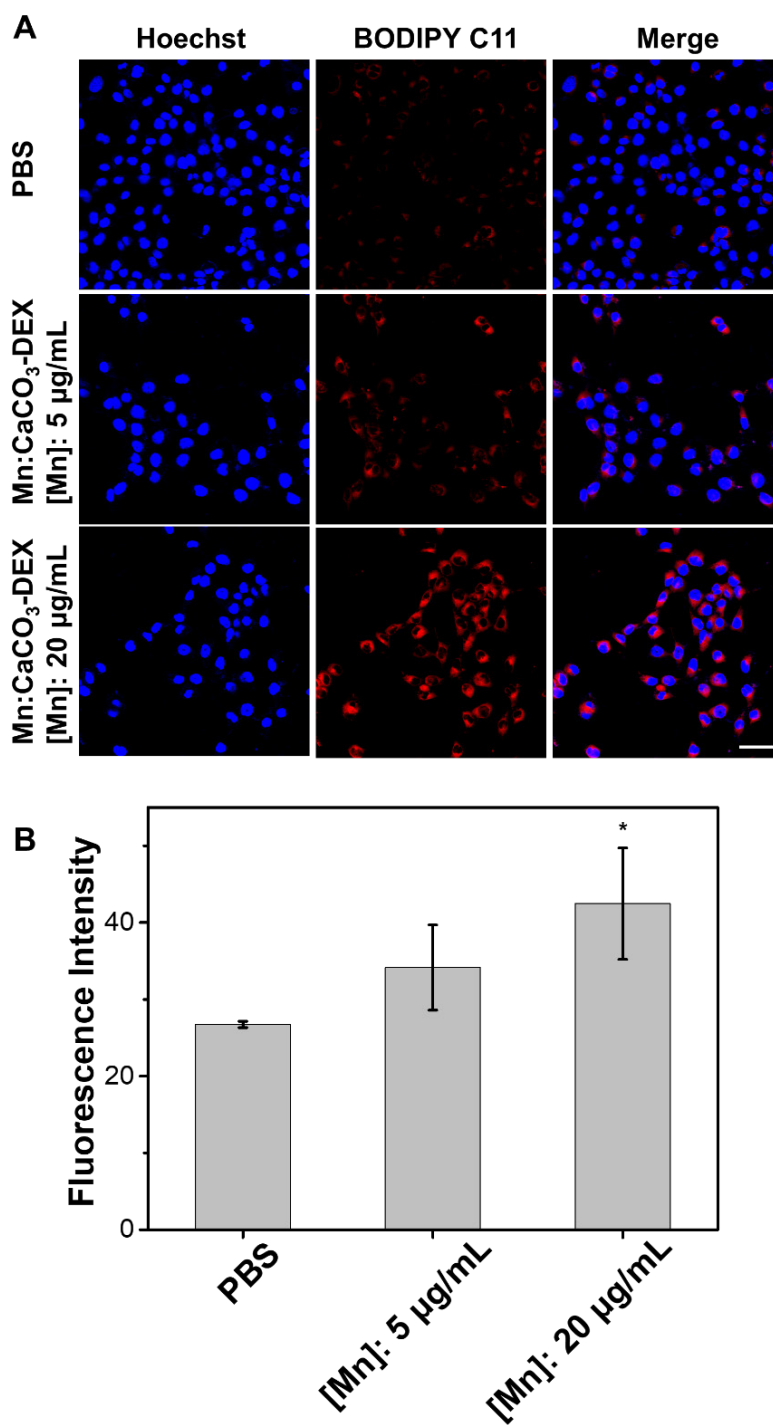 A
Hoechst
BODIPY C11
Merge
PBS
Mn:CaCO₃-DEX
[Mn]: 5 µg/mL
Mn:CaCO₃-DEX
[Mn]: 20 µg/mL
B
*
Fluorescence Intensity
40
20
0
PBS
[Mn]: 5 µg/mL
[Mn]: 20 µg/mL